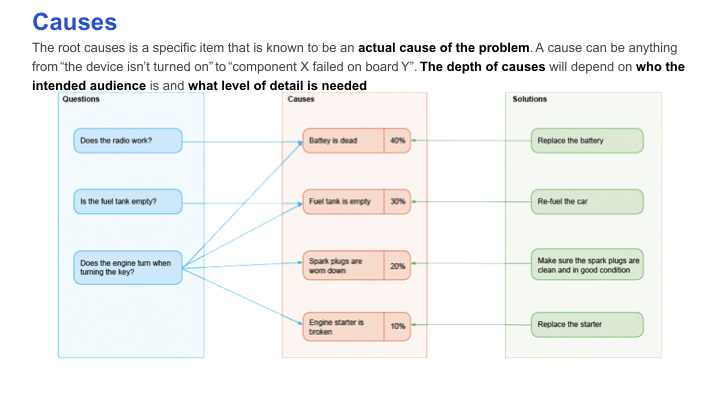 Causes
The root causes is a specific item that is known to be an actual cause of the problem. A cause can be anything
from “the device isn’t turned on” to “component X failed on board Y”. The depth of causes will depend on who the
intended audience is and what level of detail is needed
Questions
Causes
Solutions
Does the radio work?
Battey is dead
40%
Replace the battery
Is the fuel tank empty?
Fuel tank is empty
30%
Re-fuel the car
Does the engine turn when
turning the key?
Spark plugs are
worn down
20%
Make sure the spark plugs are
clean and in good condition
Engine starter is
broken
10%
Replace the starter